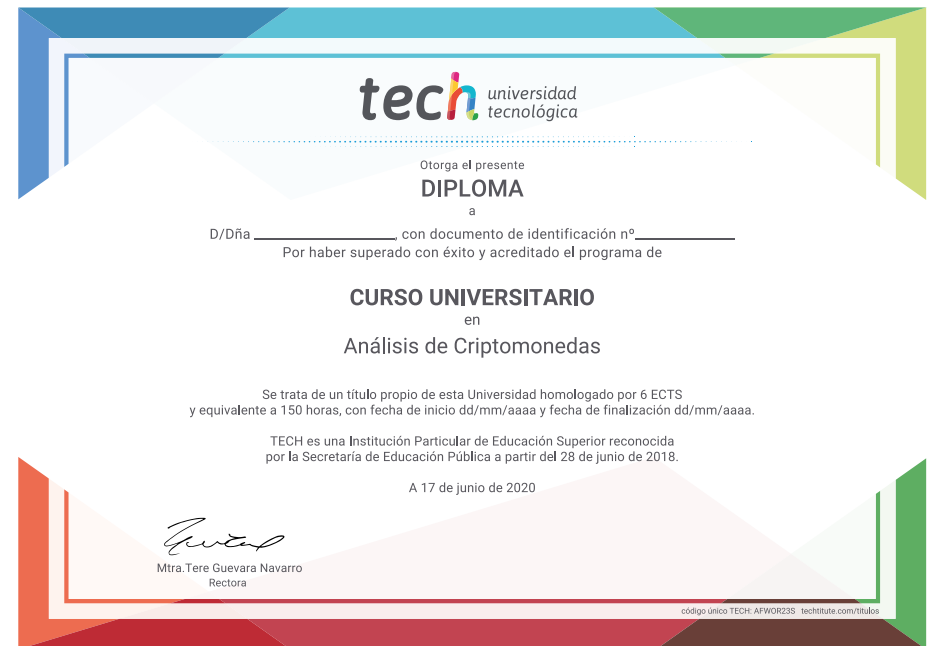 tech universidad
tecnológica
Otorga el presente
DIPLOMA
a
D/Dña ____________________, con documento de identificación nº______________
Por haber superado con éxito y acreditado el programa de
CURSO UNIVERSITARIO
en
Análisis de Criptomonedas
Se trata de un título propio de esta Universidad homologado por 6 ECTS
y equivalente a 150 horas, con fecha de inicio dd/mm/aaaa y fecha de finalización dd/mm/aaaa.
TECH es una Institución Particular de Educación Superior reconocida
por la Secretaría de Educación Pública a partir del 28 de junio de 2018.
A 17 de junio de 2020
Mtra.Tere Guevara Navarro
Rectora
código único TECH: AFWOR23S techtitute.com/titulos